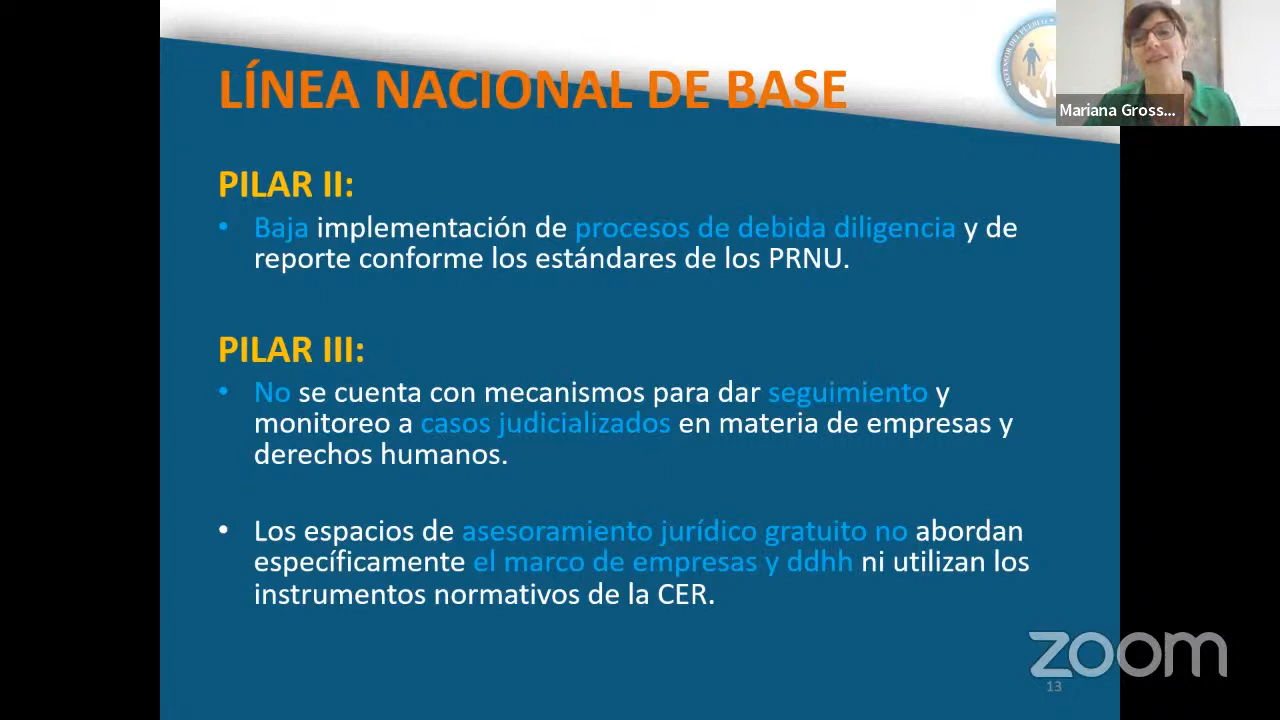 LÍNEA NACIONAL DE BASE
DEFENSOR DEL PUEBLO
Mariana Gross...
PILAR II:
• Baja implementación de procesos de debida diligencia y de
reporte conforme los estándares de los PRNU.
PILAR III:
• No se cuenta con mecanismos para dar seguimiento y
monitoreo a casos judicializados en materia de empresas y
derechos humanos.
• Los espacios de asesoramiento jurídico gratuito no abordan
específicamente el marco de empresas y ddhh ni utilizan los
instrumentos normativos de la CER.
zoom
13